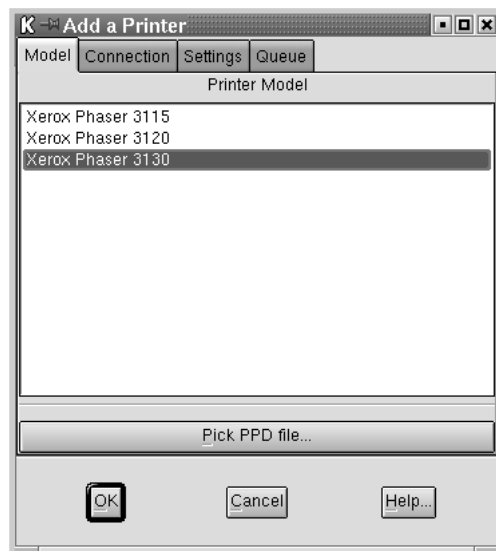 K Add a Printer
Model Connection Settings Queue
Printer Model
Xerox Phaser 3115
Xerox Phaser 3120
Xerox Phaser 3130
Pick PPD file...
OK Cancel Help...